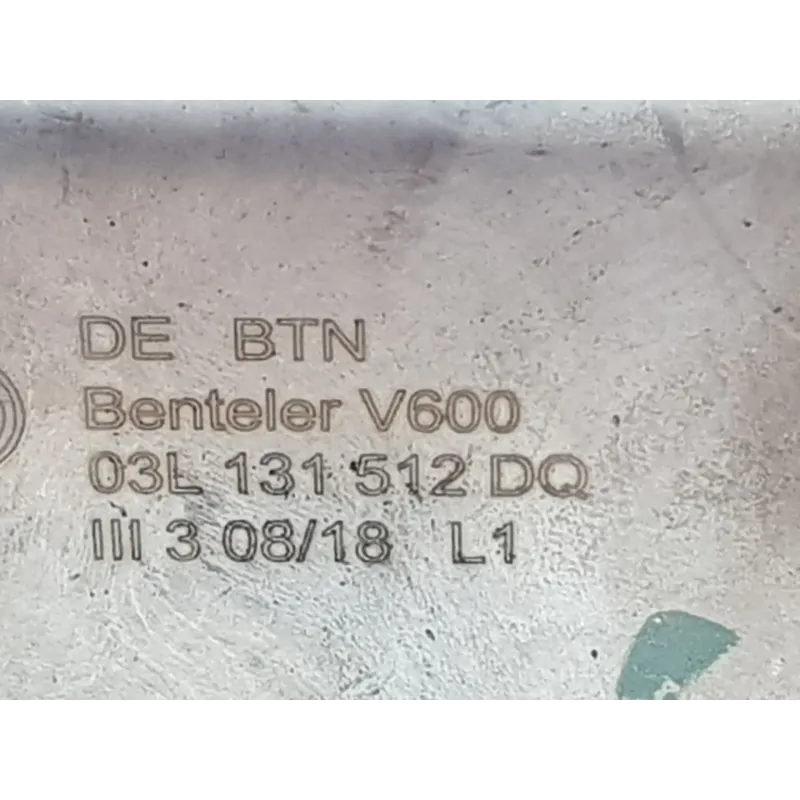 DE BTN
Benteler V600
03L 131 512 DQ
III 3 08/18 L1